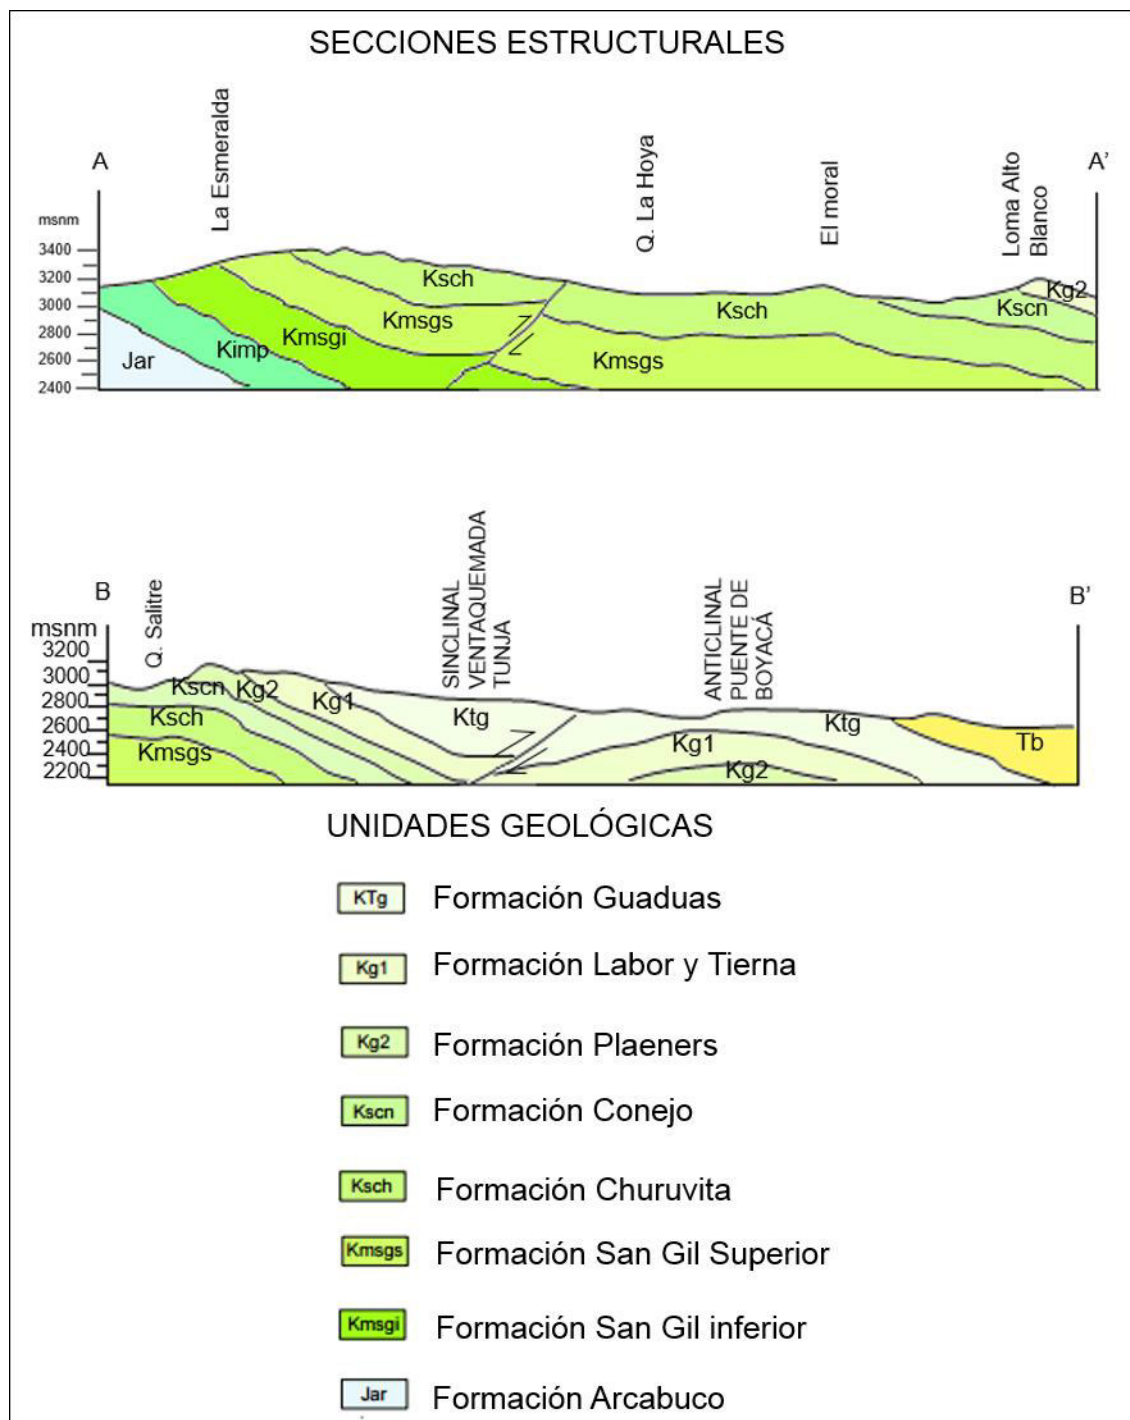 SECCIONES ESTRUCTURALES
A
La Esmeralda
Q. La Hoya
El moral
Loma Alto
Blanco
A'
msnm
3400
3200
3000
2800
2600
2400
Ksch
Kmsgs
Kmsgi
Kimp
Jar
Ksch
Kmsgs
Kscn
Kg2
B
Q. Salitre
SINCLINAL
VENTAQUEMADA
TUNJA
ANTICLINAL
PUENTE DE
BOYACÁ
B'
msnm
3200
3000
2800
2600
2400
2200
Kscn
Kg2
Kg1
Ksch
Kmsgs
Ktg
Kg1
Kg2
Ktg
Tb
UNIDADES GEOLÓGICAS
KTg Formación Guaduas
Kg1 Formación Labor y Tierna
Kg2 Formación Plaeners
Kscn Formación Conejo
Ksch Formación Churuvita
Kmsgs Formación San Gil Superior
Kmsgi Formación San Gil inferior
Jar Formación Arcabuco